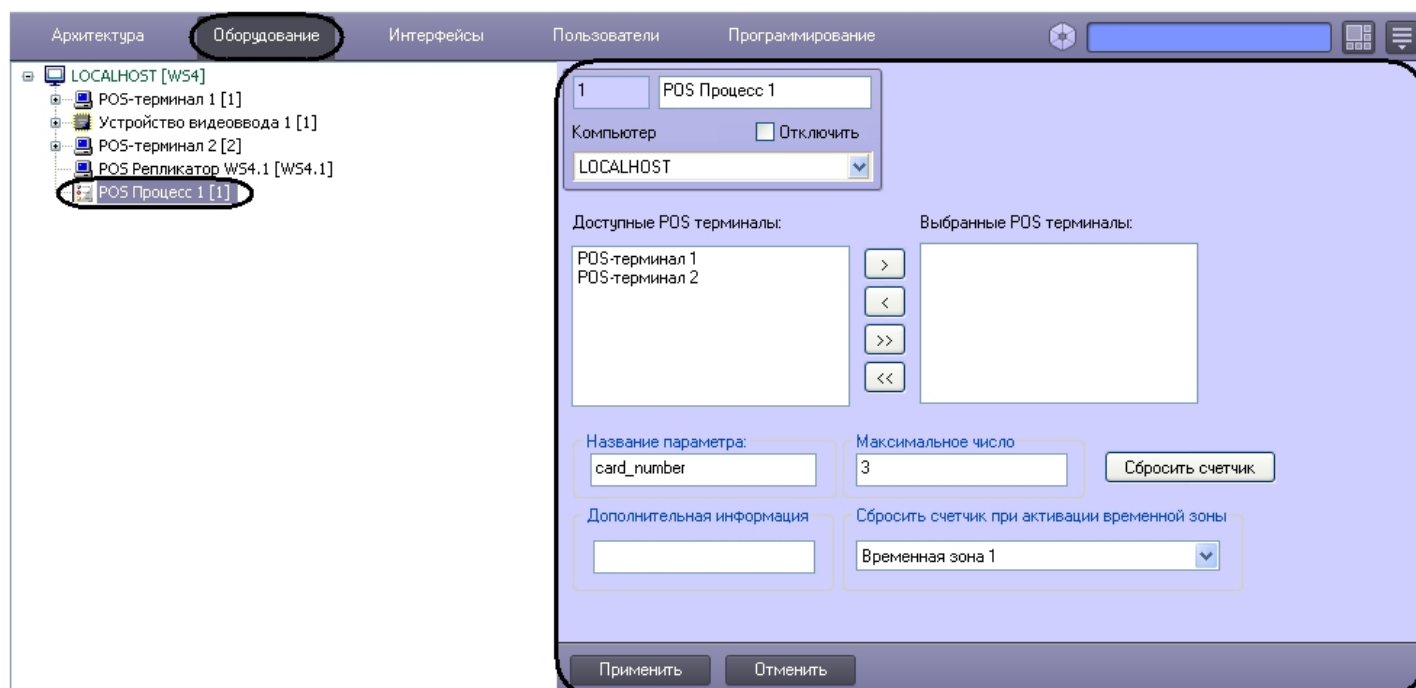 Архитектура Оборудование Интерфейсы Пользователи Программирование
LOCALHOST [WS4]
POS-терминал 1 [1]
Устройство видеоввода 1 [1]
POS-терминал 2 [2]
POS Репликатор WS4.1 [WS4.1]
POS Процесс 1 [1]
1 POS Процесс 1
Компьютер Отключить
LOCALHOST
Доступные POS терминалы: Выбранные POS терминалы:
POS-терминал 1
POS-терминал 2
>
<
>>
<<
Название параметра: Максимальное число
card_number 3 Сбросить счетчик
Дополнительная информация Сбросить счетчик при активации временной зоны
Временная зона 1
Применить Отменить